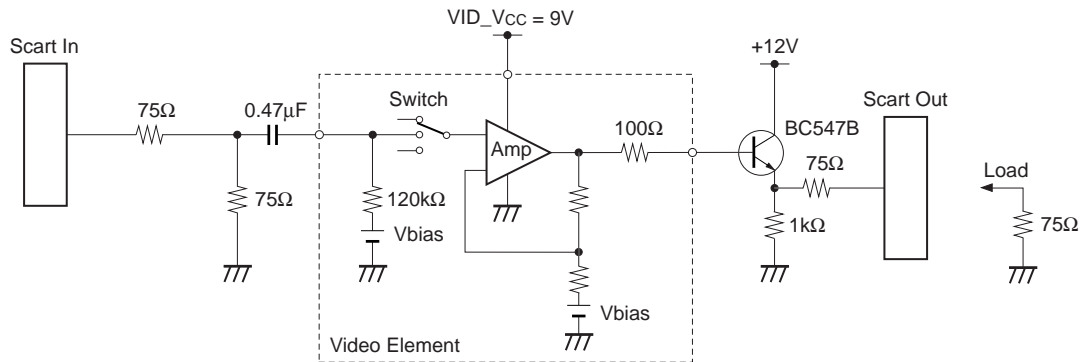 VID_VCC = 9V
Scart In
+12V
75Ω
0.47µF
Switch
Scart Out
100Ω
BC547B
Amp
75Ω
Load
75Ω
120kΩ
1kΩ
75Ω
Vbias
Vbias
Video Element